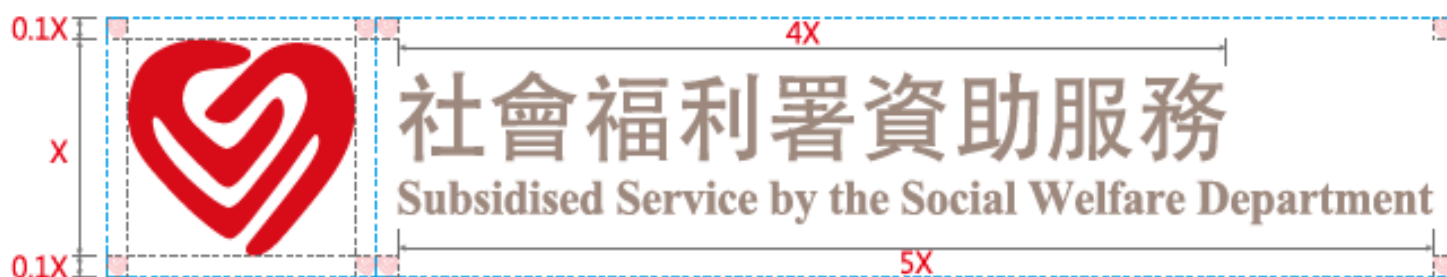 0.1X
4X
X
社會福利署資助服務
Subsidised Service by the Social Welfare Department
0.1X
5X